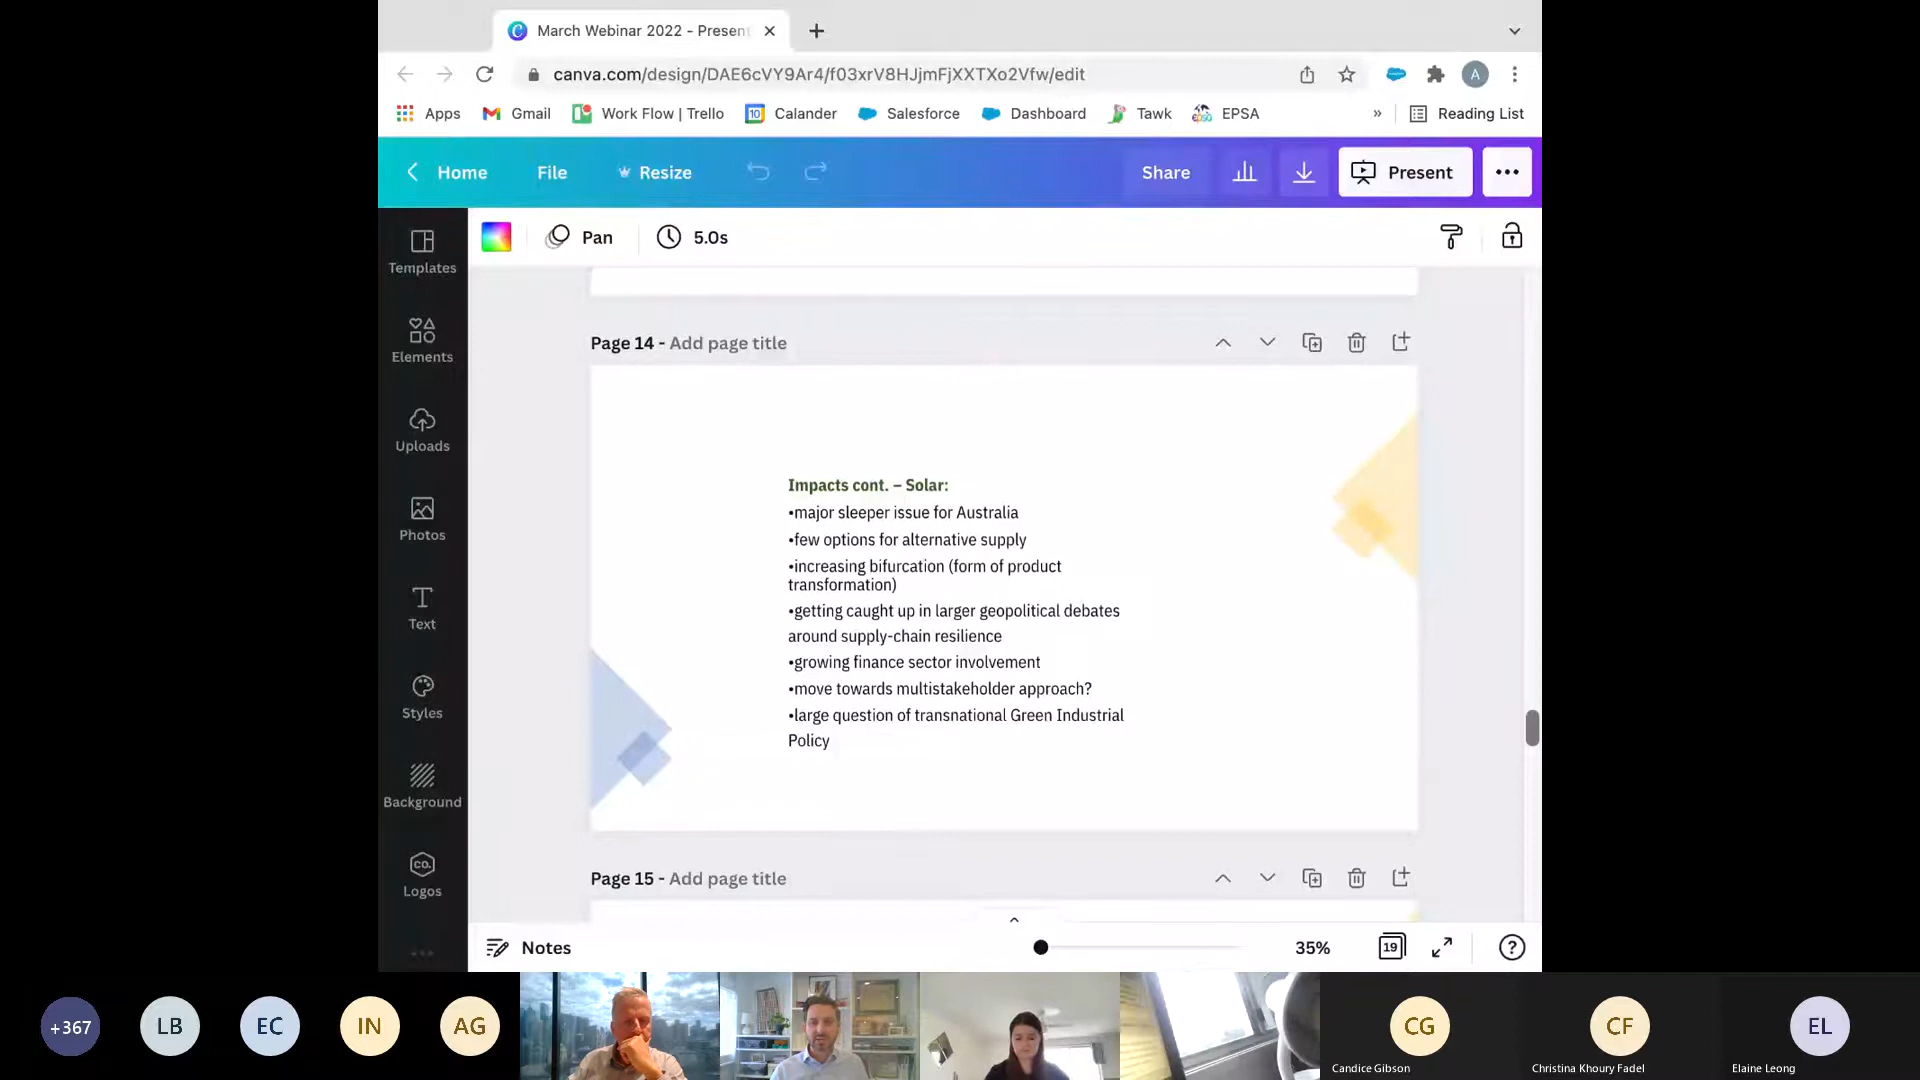 March Webinar 2022 - Present
canva.com/design/DAE6cVY9Ar4/f03xrV8HJjmFjXXTXo2Vfw/edit
A
Apps
Gmail
Work Flow | Trello
10
Calander
Salesforce
Dashboard
Tawk
EPSA
»
Reading List
Home
File
Resize
Share
Present
Pan
5.0s
Templates
Elements
Uploads
Photos
Text
Styles
Background
co.
Logos
Page 14 - Add page title
Impacts cont. – Solar:
•major sleeper issue for Australia
•few options for alternative supply
•increasing bifurcation (form of product
transformation)
•getting caught up in larger geopolitical debates
around supply-chain resilience
•growing finance sector involvement
•move towards multistakeholder approach?
•large question of transnational Green Industrial
Policy
Page 15 - Add page title
Notes
35%
19
?
+367
LB
EC
IN
AG
CG
CF
EL
Candice Gibson
Christina Khoury Fadel
Elaine Leong